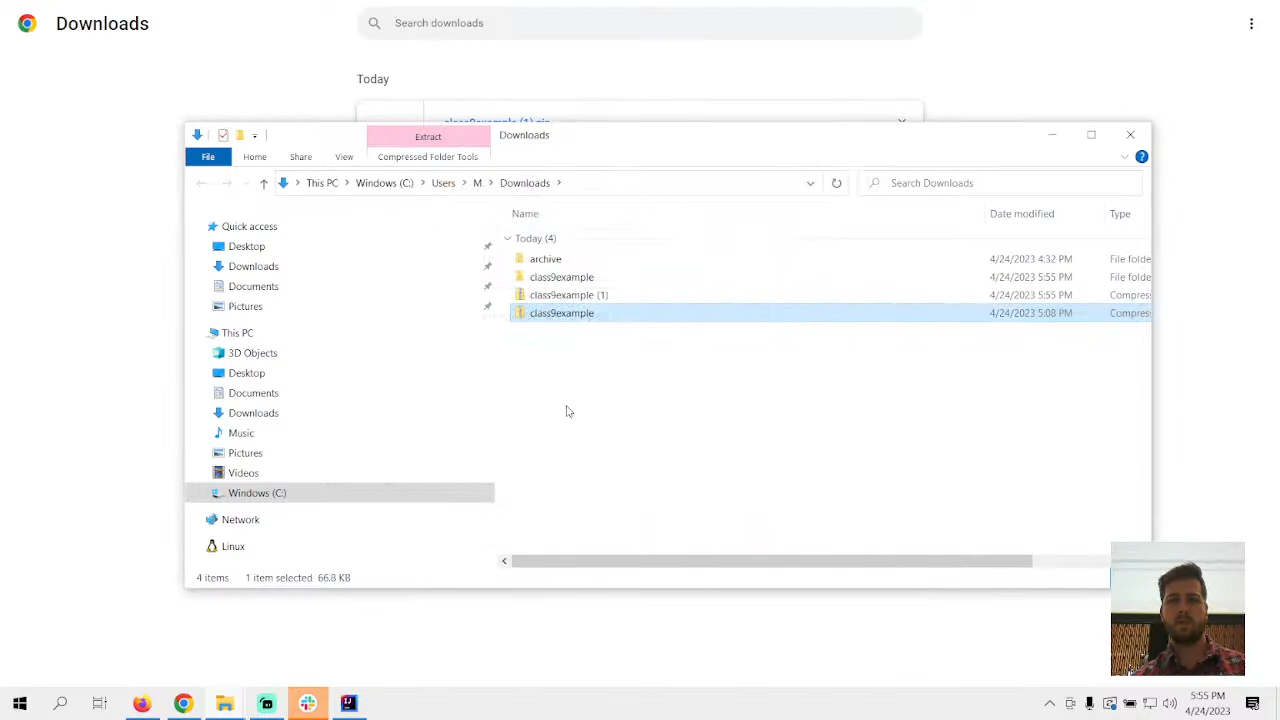 Downloads
Search downloads
Today
class9example (1).zip
Extract
Downloads
File
Home
Share
View
Compressed Folder Tools
This PC
Windows (C:)
Users
M
Downloads
Search Downloads
Name
Date modified
Type
Quick access
Today (4)
Desktop
archive
4/24/2023 4:32 PM
File folde
Downloads
class9example
4/24/2023 5:55 PM
File folde
Documents
class9example (1)
4/24/2023 5:55 PM
Compress
Pictures
class9example
4/24/2023 5:08 PM
Compress
This PC
3D Objects
Desktop
Documents
Downloads
Music
Pictures
Videos
Windows (C:)
Network
Linux
4 items
1 item selected 66.8 KB
5:55 PM
4/24/2023